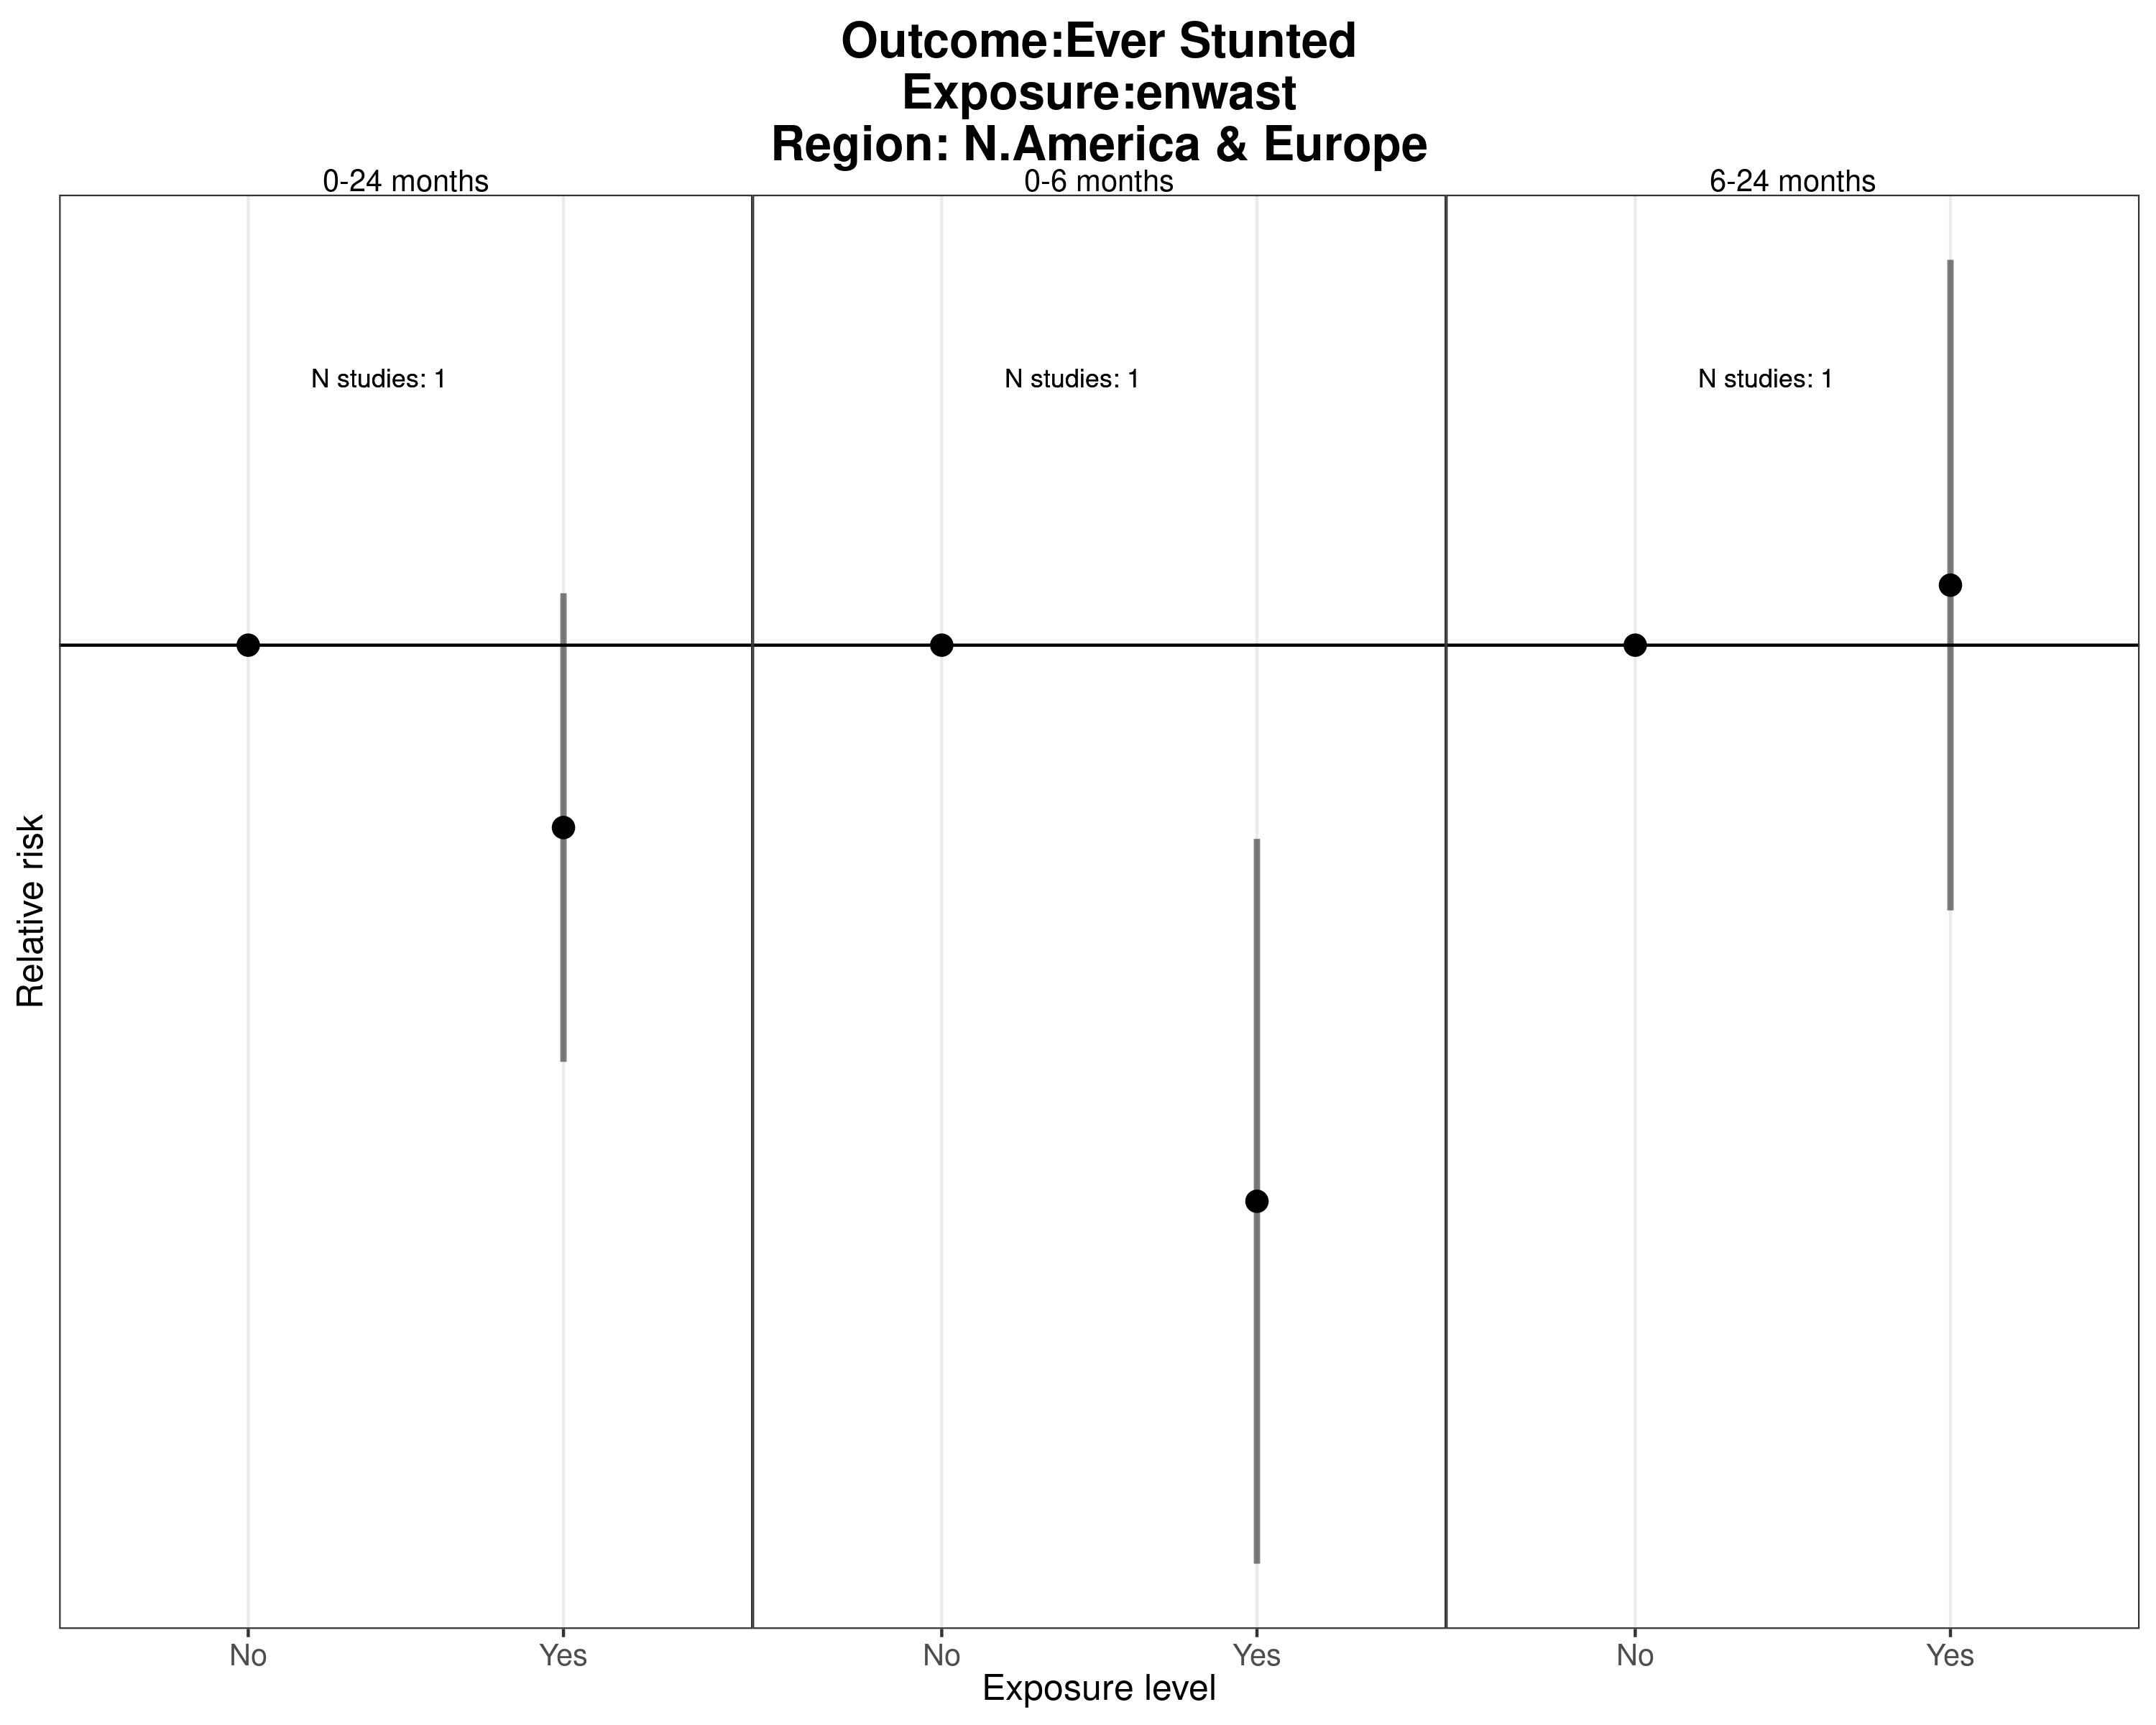 Outcome:Ever Stunted
Exposure:enwast
Region: N.America & Europe
0-24 months
0-6 months
6-24 months
N studies: 1
N studies: 1
N studies: 1
Relative risk
No
Yes
No
Yes
No
Yes
Exposure level